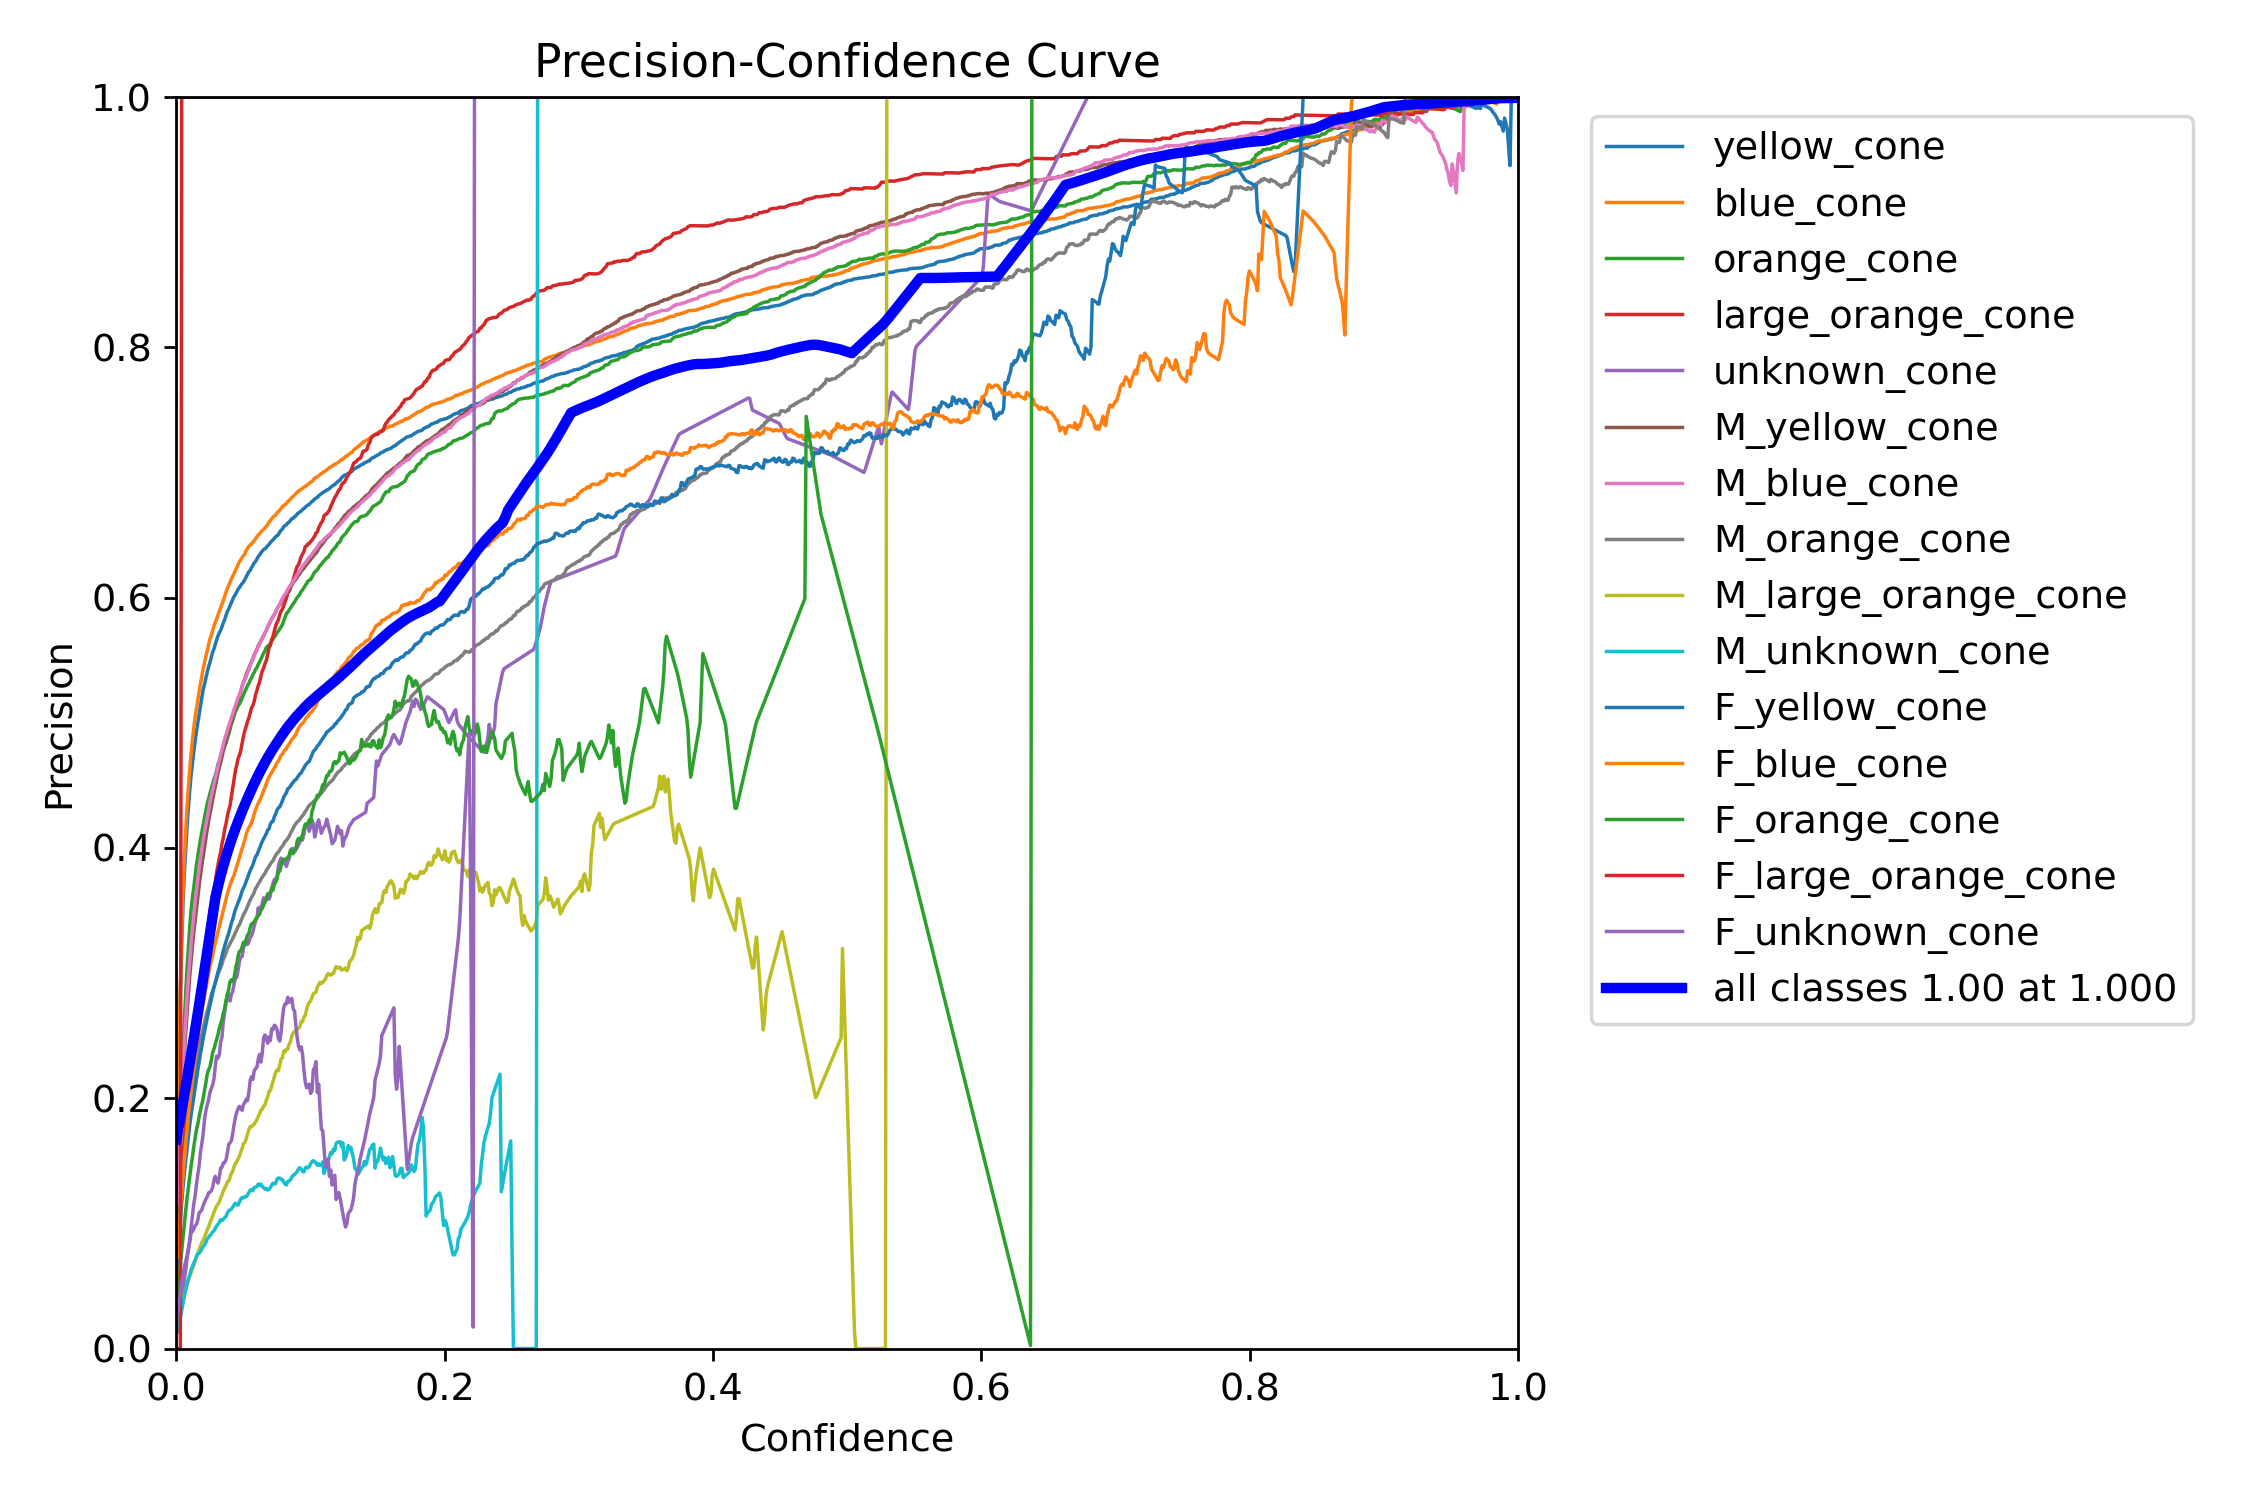 Precision-Confidence Curve
1.0
0.8
0.6
0.4
0.2
0.0
Precision
0.0 0.2 0.4 0.6 0.8 1.0
Confidence
yellow_cone
blue_cone
orange_cone
large_orange_cone
unknown_cone
M_yellow_cone
M_blue_cone
M_orange_cone
M_large_orange_cone
M_unknown_cone
F_yellow_cone
F_blue_cone
F_orange_cone
F_large_orange_cone
F_unknown_cone
all classes 1.00 at 1.000